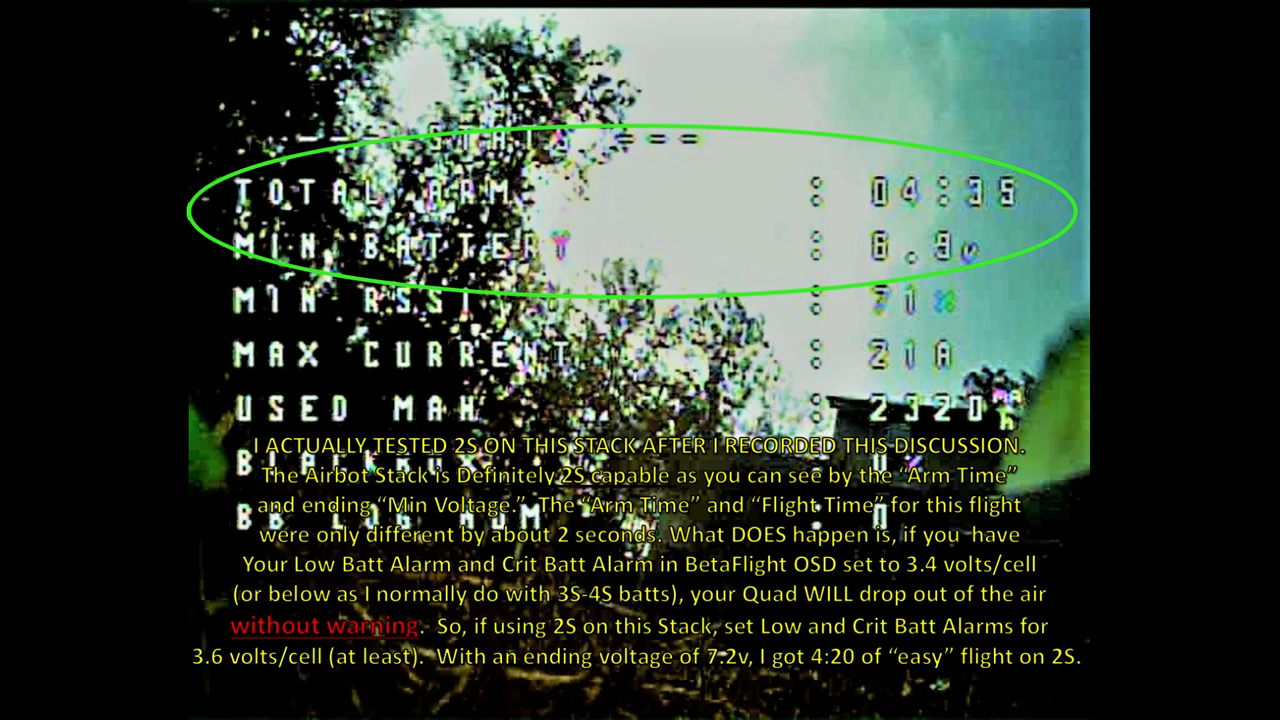 --- STATS ---
TOTAL ARM : 04:35
MIN BATTERY : 6.9v
MIN RSSI : 71%
MAX CURRENT : 21A
USED MAH : 2320 mAh
I ACTUALLY TESTED 2S ON THIS STACK AFTER I RECORDED THIS DISCUSSION.
The Airbot Stack is Definitely 2S capable as you can see by the “Arm Time”
and ending “Min Voltage.”  The “Arm Time” and “Flight Time” for this flight
were only different by about 2 seconds. What DOES happen is, if you  have
Your Low Batt Alarm and Crit Batt Alarm in BetaFlight OSD set to 3.4 volts/cell
(or below as I normally do with 3S-4S batts), your Quad WILL drop out of the air
without warning.  So, if using 2S on this Stack, set Low and Crit Batt Alarms for
3.6 volts/cell (at least).  With an ending voltage of 7.2v, I got 4:20 of “easy” flight on 2S.